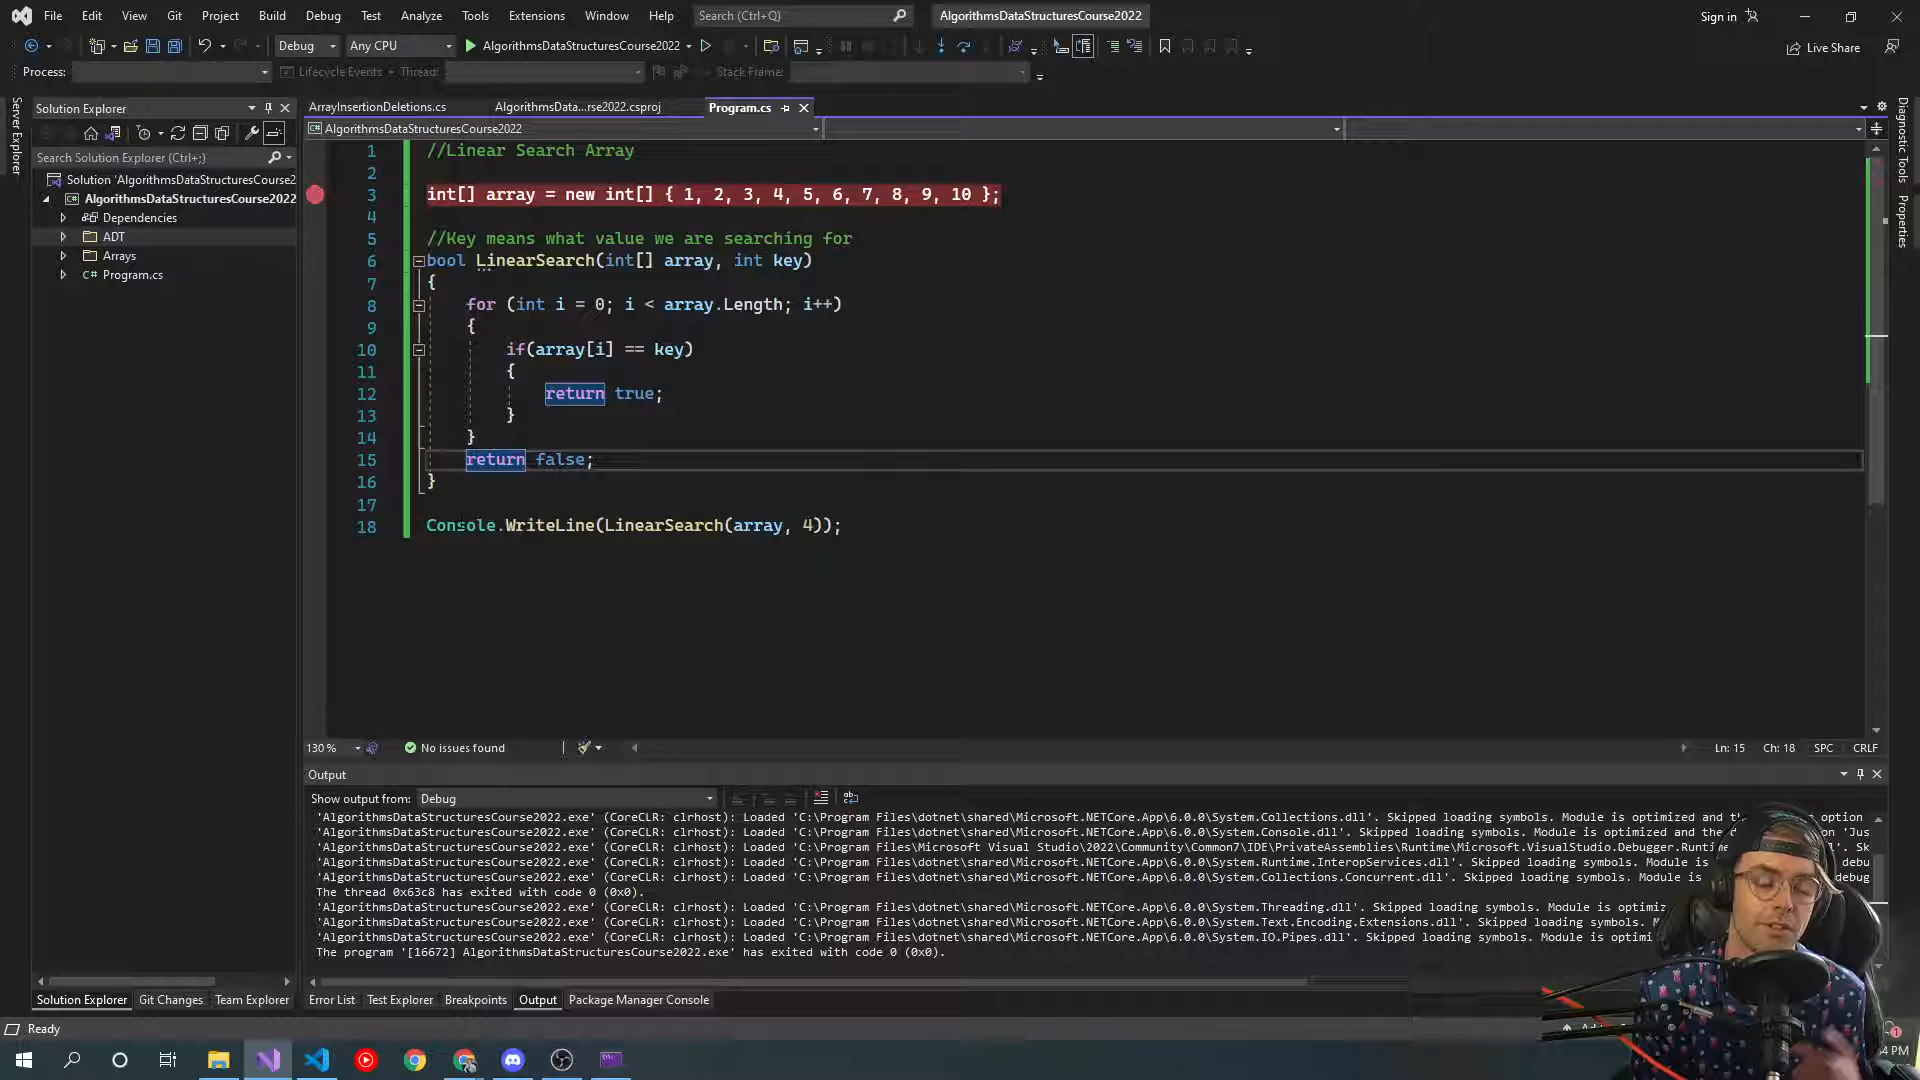 File Edit View Git Project Build Debug Test Analyze Tools Extensions Window Help Search (Ctrl+Q) AlgorithmsDataStructuresCourse2022 Sign in
Debug Any CPU AlgorithmsDataStructuresCourse2022 Live Share
Process: Lifecycle Events Thread: Stack Frame:
Server Explorer
Solution Explorer
Search Solution Explorer (Ctrl+;)
Solution 'AlgorithmsDataStructuresCourse2
AlgorithmsDataStructuresCourse2022
Dependencies
ADT
Arrays
C# Program.cs
ArrayInsertionDeletions.cs AlgorithmsData...rse2022.csproj Program.cs
AlgorithmsDataStructuresCourse2022
1 //Linear Search Array
2
3 int[] array = new int[] { 1, 2, 3, 4, 5, 6, 7, 8, 9, 10 };
4
5 //Key means what value we are searching for
6 bool LinearSearch(int[] array, int key)
7 {
8 for (int i = 0; i < array.Length; i++)
9 {
10 if(array[i] == key)
11 {
12 return true;
13 }
14 }
15 return false;
16 }
17
18 Console.WriteLine(LinearSearch(array, 4));
Diagnostic Tools
Properties
130 % No issues found Ln: 15 Ch: 18 SPC CRLF
Output
Show output from: Debug
'AlgorithmsDataStructuresCourse2022.exe' (CoreCLR: clrhost): Loaded 'C:\Program Files\dotnet\shared\Microsoft.NETCore.App\6.0.0\System.Collections.dll'. Skipped loading symbols. Module is optimized and the option
'AlgorithmsDataStructuresCourse2022.exe' (CoreCLR: clrhost): Loaded 'C:\Program Files\dotnet\shared\Microsoft.NETCore.App\6.0.0\System.Console.dll'. Skipped loading symbols. Module is optimized and the d on 'Jus
'AlgorithmsDataStructuresCourse2022.exe' (CoreCLR: clrhost): Loaded 'C:\Program Files\Microsoft Visual Studio\2022\Community\Common7\IDE\PrivateAssemblies\Runtime\Microsoft.VisualStudio.Debugger.Runtime l'. Sk
'AlgorithmsDataStructuresCourse2022.exe' (CoreCLR: clrhost): Loaded 'C:\Program Files\dotnet\shared\Microsoft.NETCore.App\6.0.0\System.Runtime.InteropServices.dll'. Skipped loading symbols. Module is debu
'AlgorithmsDataStructuresCourse2022.exe' (CoreCLR: clrhost): Loaded 'C:\Program Files\dotnet\shared\Microsoft.NETCore.App\6.0.0\System.Collections.Concurrent.dll'. Skipped loading symbols. Module is debug
The thread 0x63c8 has exited with code 0 (0x0).
'AlgorithmsDataStructuresCourse2022.exe' (CoreCLR: clrhost): Loaded 'C:\Program Files\dotnet\shared\Microsoft.NETCore.App\6.0.0\System.Threading.dll'. Skipped loading symbols. Module is optimiz
'AlgorithmsDataStructuresCourse2022.exe' (CoreCLR: clrhost): Loaded 'C:\Program Files\dotnet\shared\Microsoft.NETCore.App\6.0.0\System.Text.Encoding.Extensions.dll'. Skipped loading symbols. M
'AlgorithmsDataStructuresCourse2022.exe' (CoreCLR: clrhost): Loaded 'C:\Program Files\dotnet\shared\Microsoft.NETCore.App\6.0.0\System.IO.Pipes.dll'. Skipped loading symbols. Module is optimi
The program '[16672] AlgorithmsDataStructuresCourse2022.exe' has exited with code 0 (0x0).
Solution Explorer Git Changes Team Explorer Error List Test Explorer Breakpoints Output Package Manager Console
Ready
1
4 PM